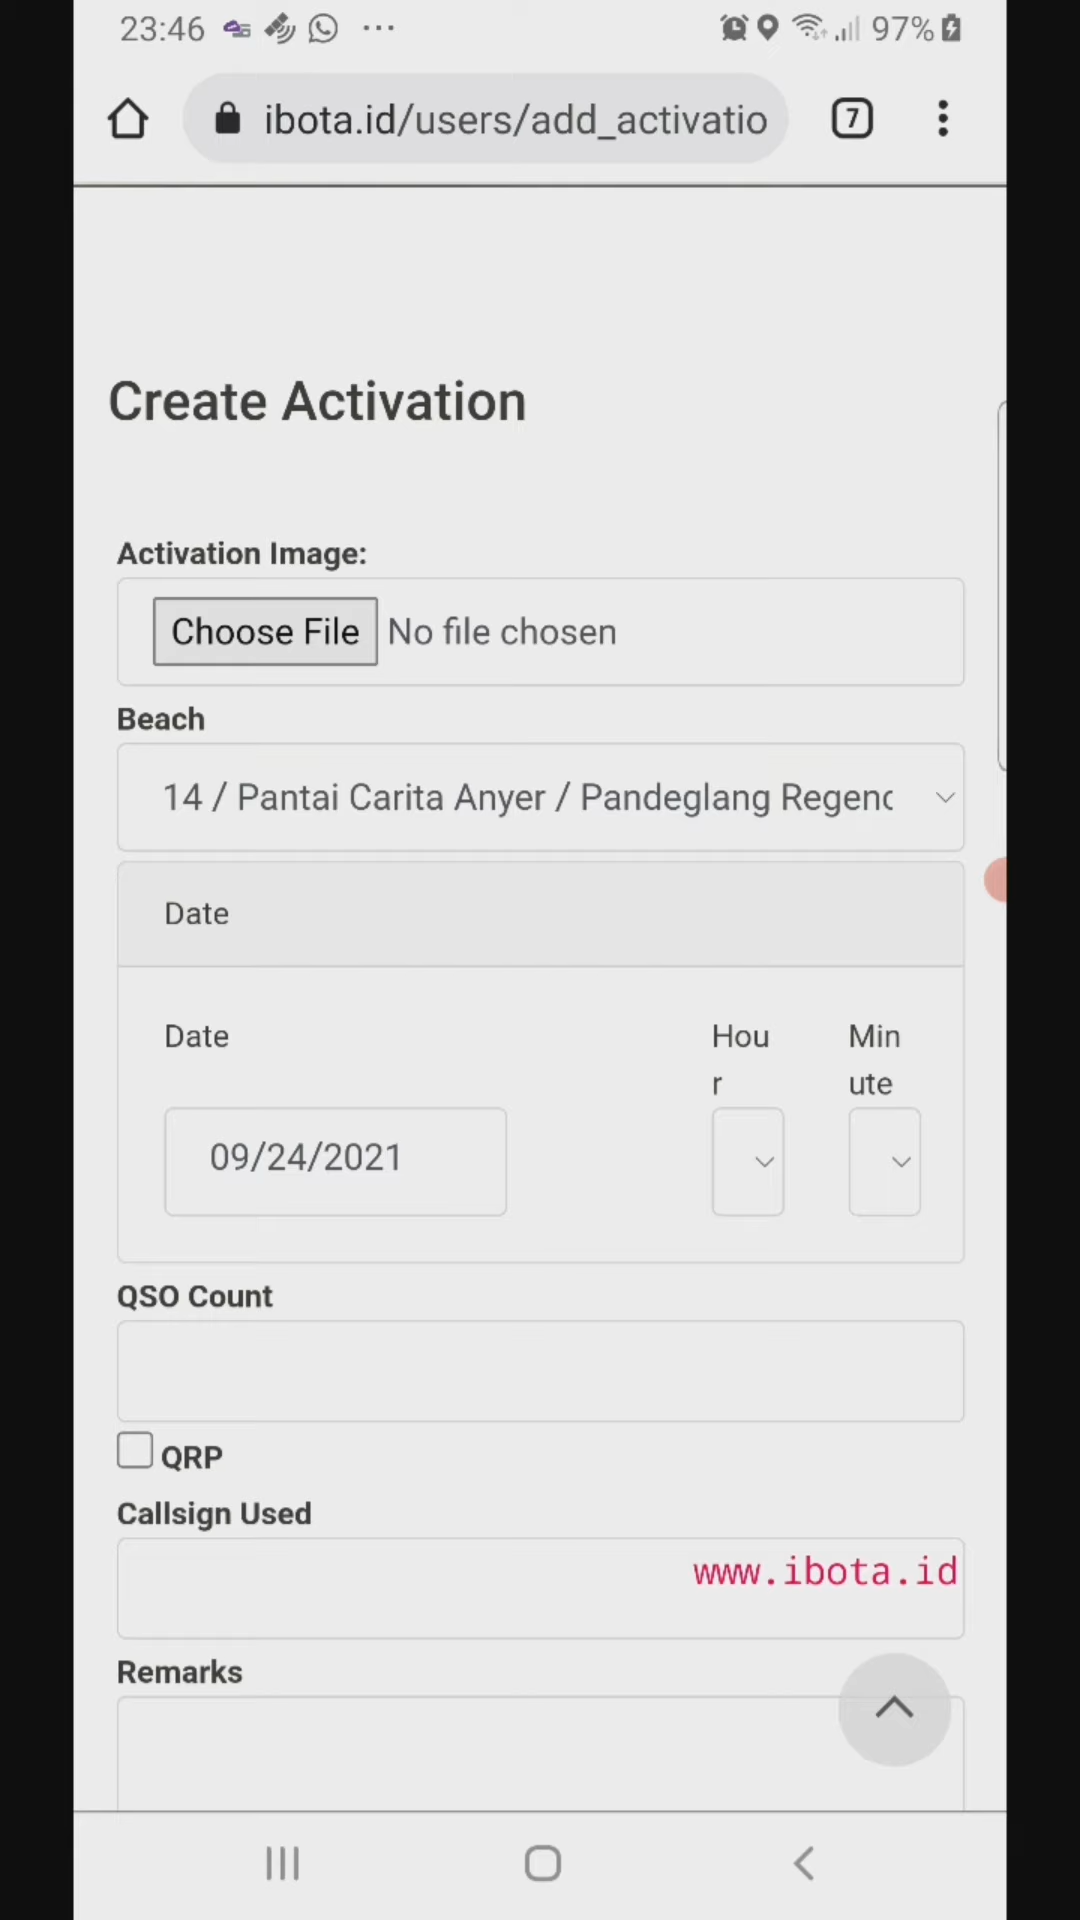 23:46
97%
ibota.id/users/add_activatio
7
Create Activation
Activation Image:
Choose File No file chosen
Beach
14 / Pantai Carita Anyer / Pandeglang Regenc
Date
Date
Hou
r
Min
ute
09/24/2021
QSO Count
QRP
Callsign Used
www.ibota.id
Remarks